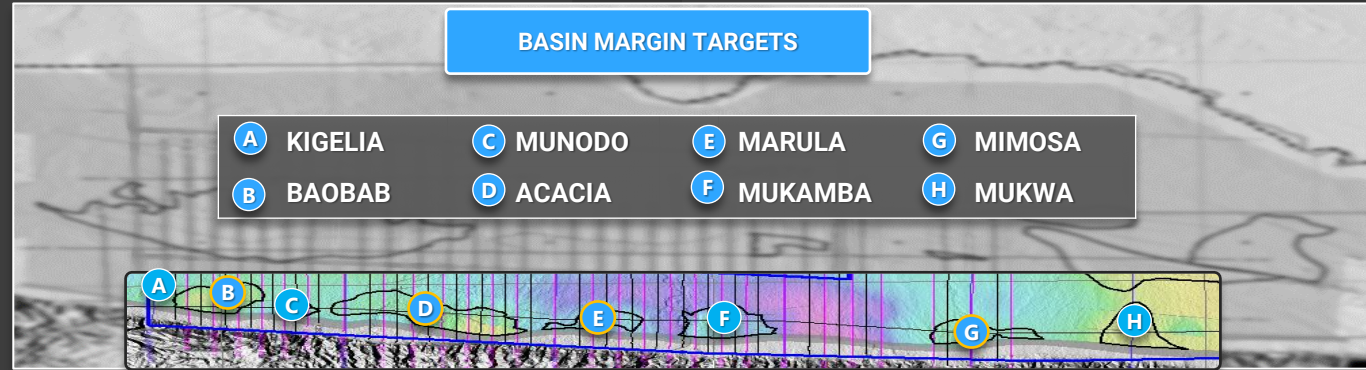 BASIN MARGIN TARGETS
A KIGELIA C MUNODO E MARULA G MIMOSA
B BAOBAB D ACACIA F MUKAMBA H MUKWA
A B C D E F G H